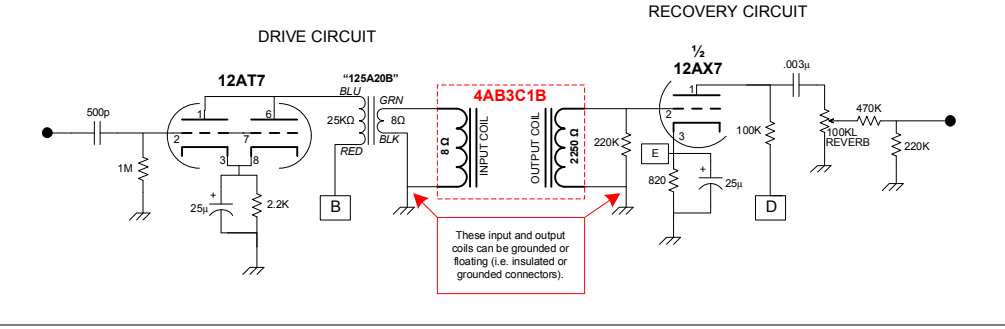 RECOVERY CIRCUIT
DRIVE CIRCUIT
½
12AX7
12AT7
"125A20B"
4AB3C1B
.003µ
BLU
GRN
500p
1
6
25KΩ
8Ω
8 Ω
INPUT COIL
OUTPUT COIL
2250 Ω
1
2
7
2
220K
100K
470K
100KL
REVERB
220K
BLK
RED
3
8
3
E
1M
+
25µ
2.2K
B
820
+
25µ
D
These input and output
coils can be grounded or
floating (i.e. insulated or
grounded connectors).